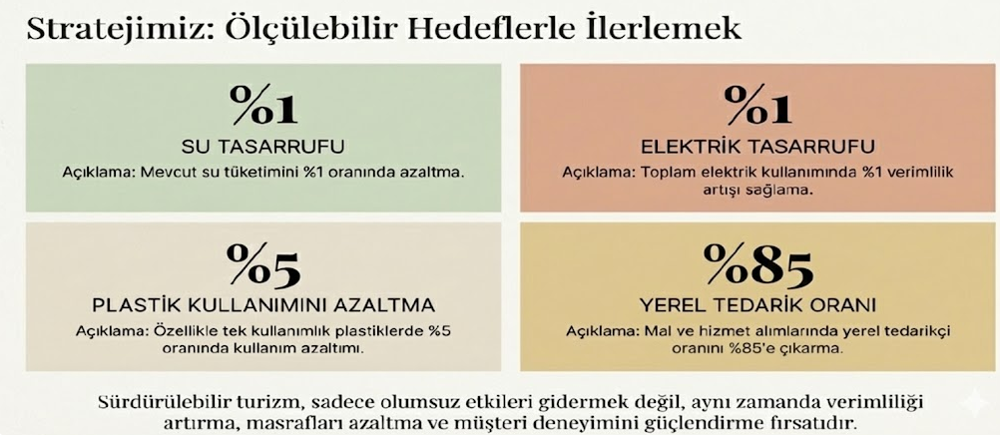 Stratejimiz: Ölçülebilir Hedeflerle İlerlemek
%1
SU TASARRUFU
Açıklama: Mevcut su tüketimini %1 oranında azaltma.
%1
ELEKTRİK TASARRUFU
Açıklama: Toplam elektrik kullanımında %1 verimlilik
artışı sağlama.
%5
PLASTİK KULLANIMINI AZALTMA
Açıklama: Özellikle tek kullanımlık plastiklerde %5
oranında kullanım azaltımı.
%85
YEREL TEDARİK ORANI
Açıklama: Mal ve hizmet alımlarında yerel tedarikçi
oranını %85'e çıkarma.
Sürdürülebilir turizm, sadece olumsuz etkileri gidermek değil, aynı zamanda verimliliği
artırma, masrafları azaltma ve müşteri deneyimini güçlendirme fırsatıdır.